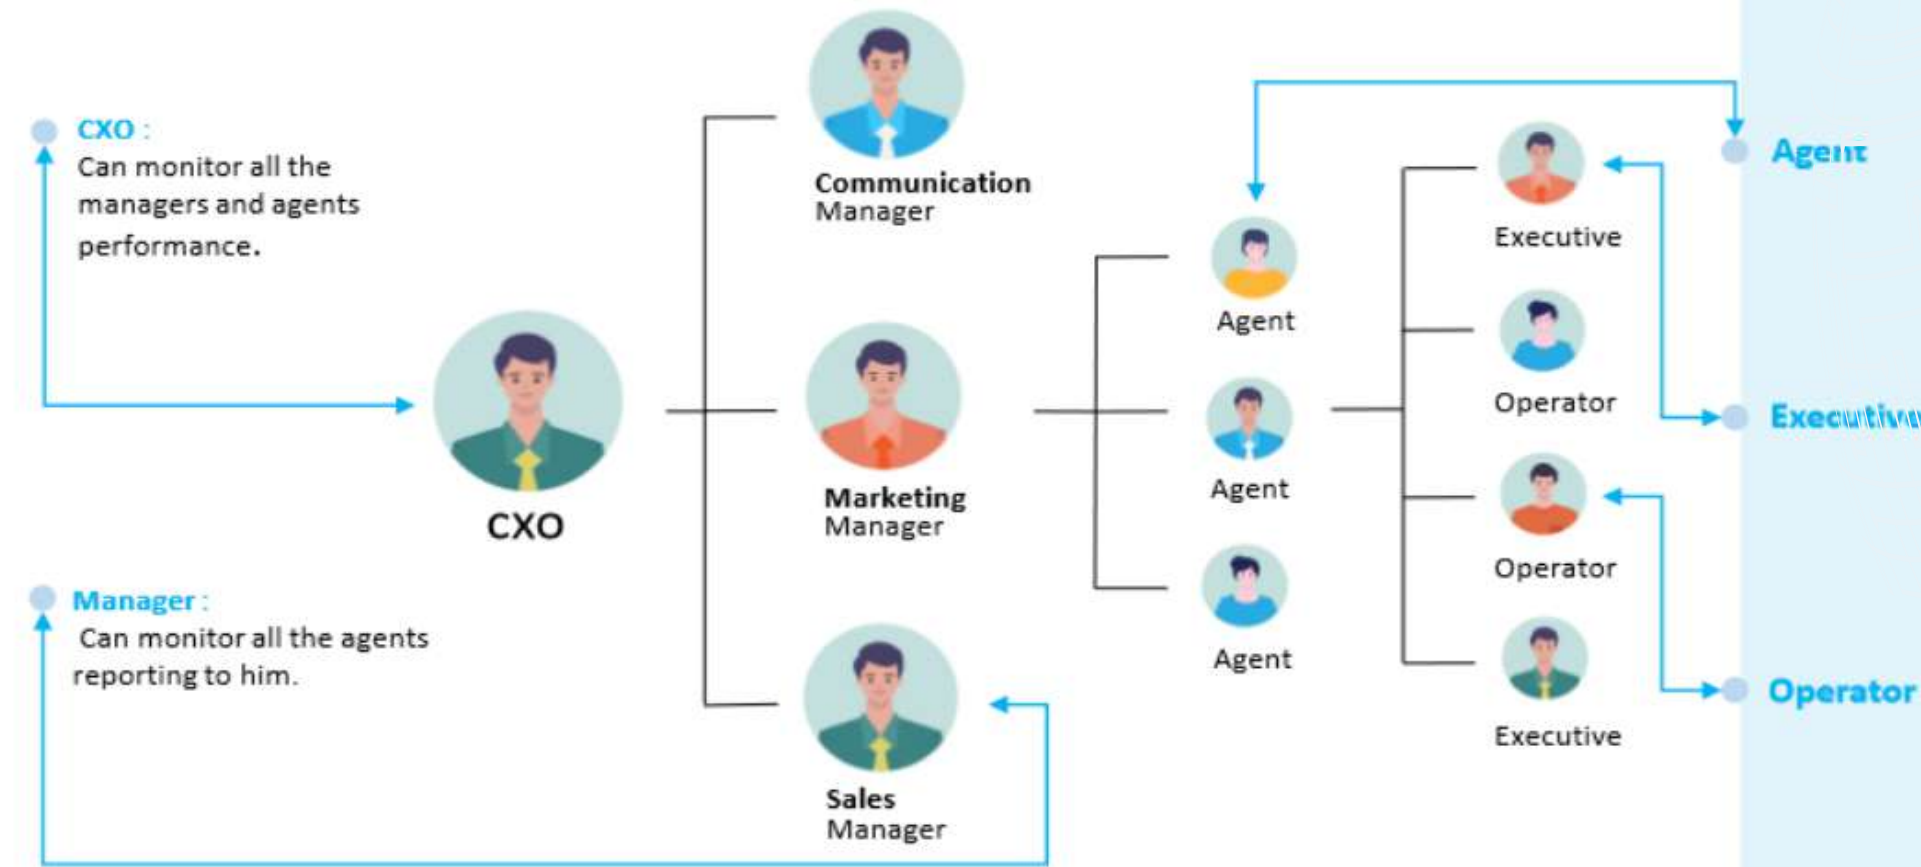 CXO :
Can monitor all the
managers and agents
performance.
CXO
Manager :
Can monitor all the agents
reporting to him.
Communication
Manager
Marketing
Manager
Sales
Manager
Agent
Agent
Agent
Executive
Operator
Operator
Executive
Agent
Executive
Operator